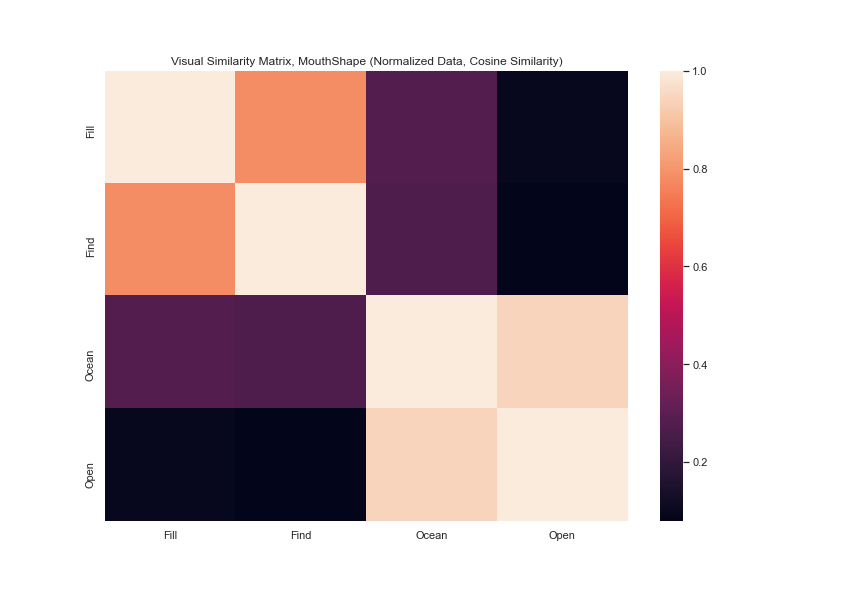 Visual Similarity Matrix, MouthShape (Normalized Data, Cosine Similarity)
Fill
Find
Ocean
Open
Fill Find Ocean Open
1.0
0.8
0.6
0.4
0.2